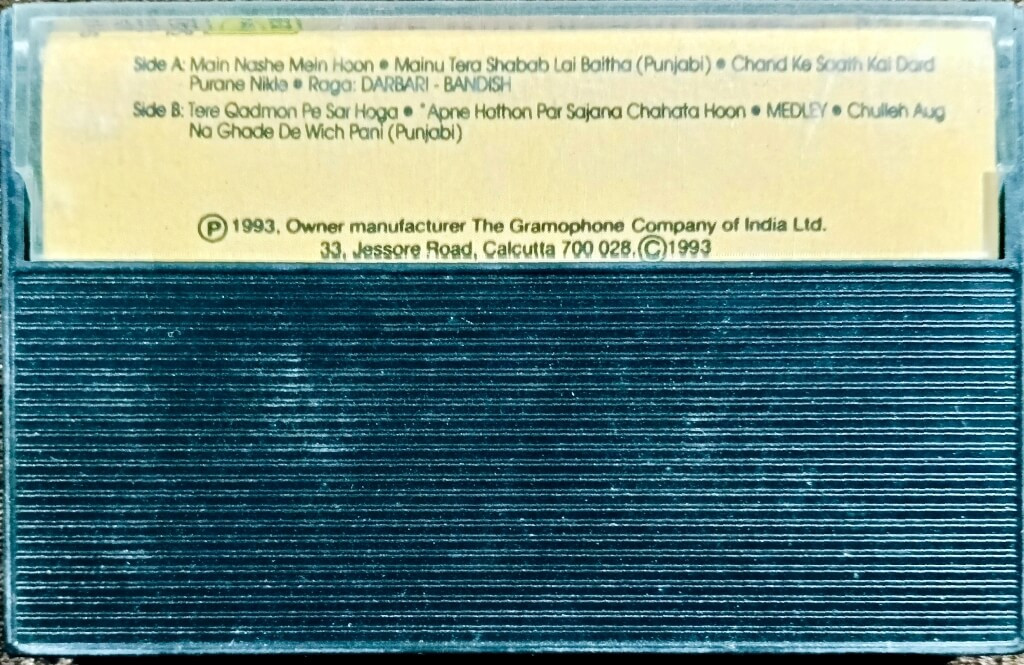 Side A: Main Nashe Mein Hoon • Mainu Tera Shabab Lai Baitha (Punjabi) • Chand Ke Saath Kai Dard
Purane Nikle • Raga: DARBARI - BANDISH
Side B: Tere Qadmon Pe Sar Hoga • *Apne Hothon Par Sajana Chahata Hoon • MEDLEY • Chulleh Aug
Na Ghade De Wich Pani (Punjabi)
Ⓟ 1993, Owner manufacturer The Gramophone Company of India Ltd.
33, Jessore Road, Calcutta 700 028. © 1993